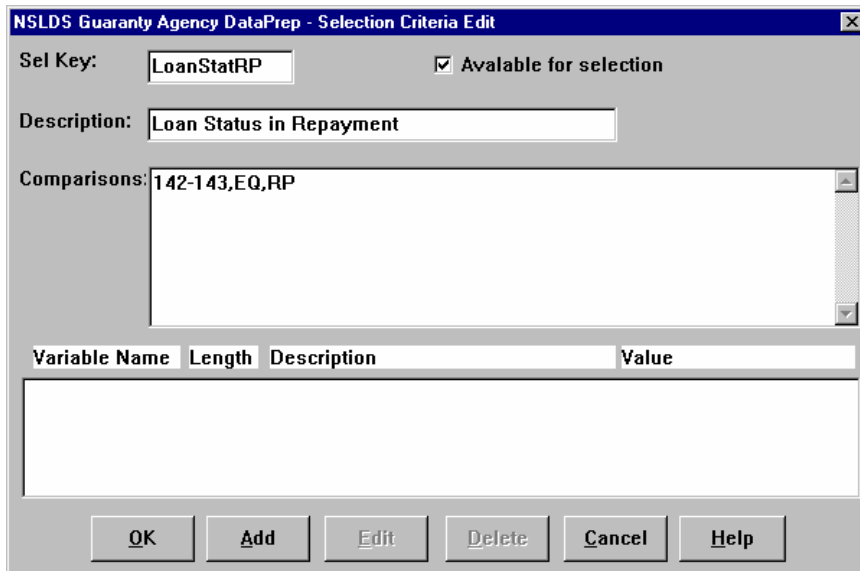 NSLDS Guaranty Agency DataPrep - Selection Criteria Edit
Sel Key: LoanStatRP Avalable for selection
Description: Loan Status in Repayment
Comparisons: 142-143,EQ,RP
Variable Name Length Description Value
OK Add Edit Delete Cancel Help